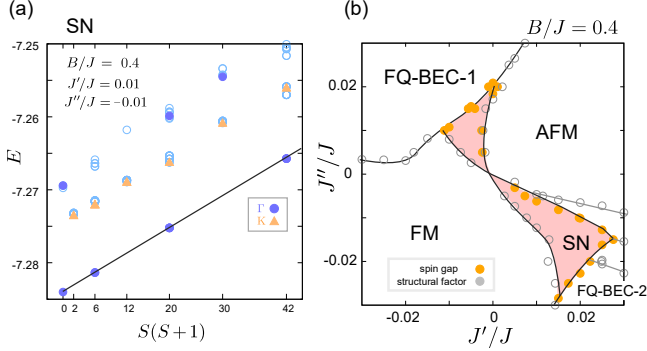 (a)
SN
-7.25
-7.26
-7.27
-7.28
E
B/J = 0.4
J'/J = 0.01
J''/J = -0.01
Γ
K
0 2 6 12 20 30 42
S(S+1)
(b)
B/J = 0.4
FQ-BEC-1
AFM
FM
SN
FQ-BEC-2
spin gap
structural factor
0.02
0
-0.02
J''/J
-0.02 0 0.02
J'/J